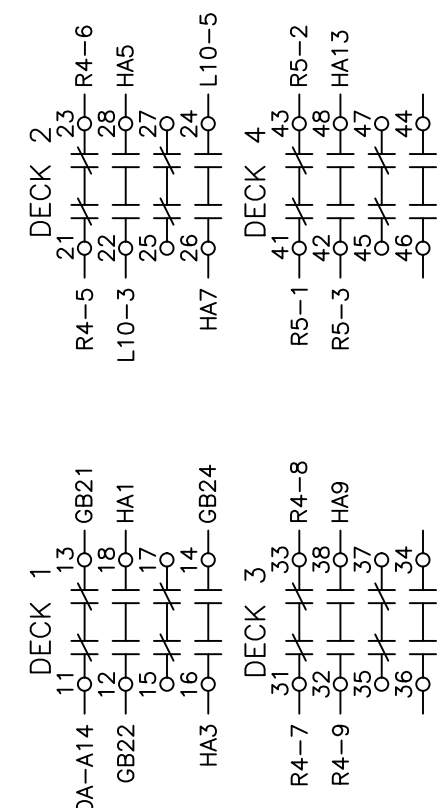 DECK 1
11 13 GB21
GB22 12 18 HA1
15 17
HA3 16 14 GB24
DECK 2
R4-5 21 23 R4-6
L10-3 22 28 HA5
25 27
HA7 26 24 L10-5
DECK 3
R4-7 31 33 R4-8
R4-9 32 38 HA9
35 37
36 34
DECK 4
R5-1 41 43 R5-2
R5-3 42 48 HA13
45 47
46 44